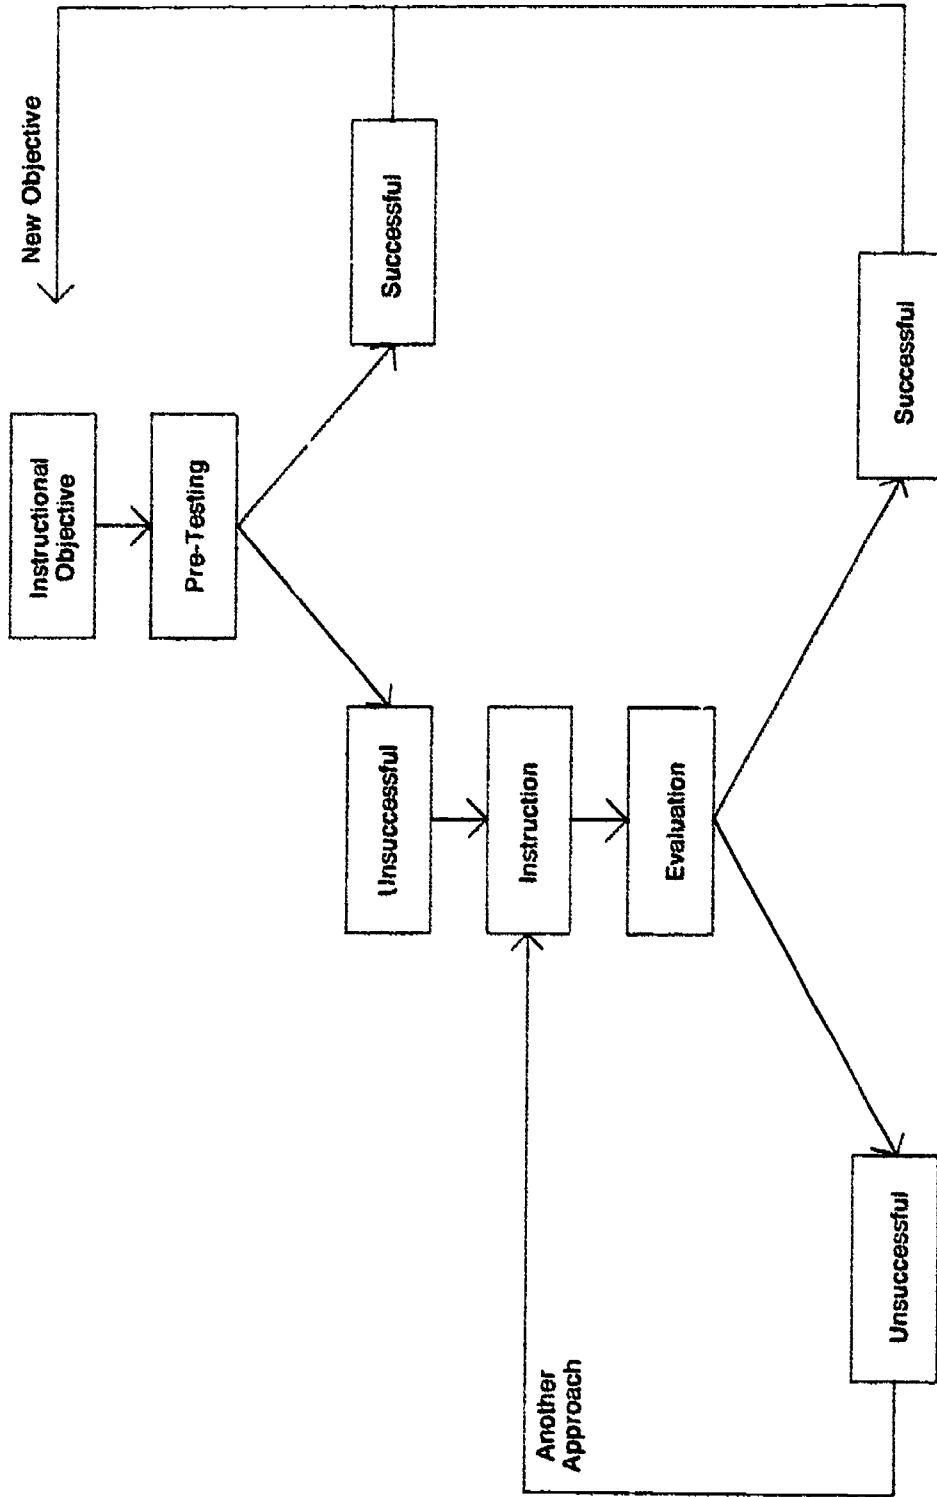 Instructional
Objective
New Objective
Pre-Testing
Unsuccessful
Successful
Instruction
Another
Approach
Evaluation
Unsuccessful
Successful